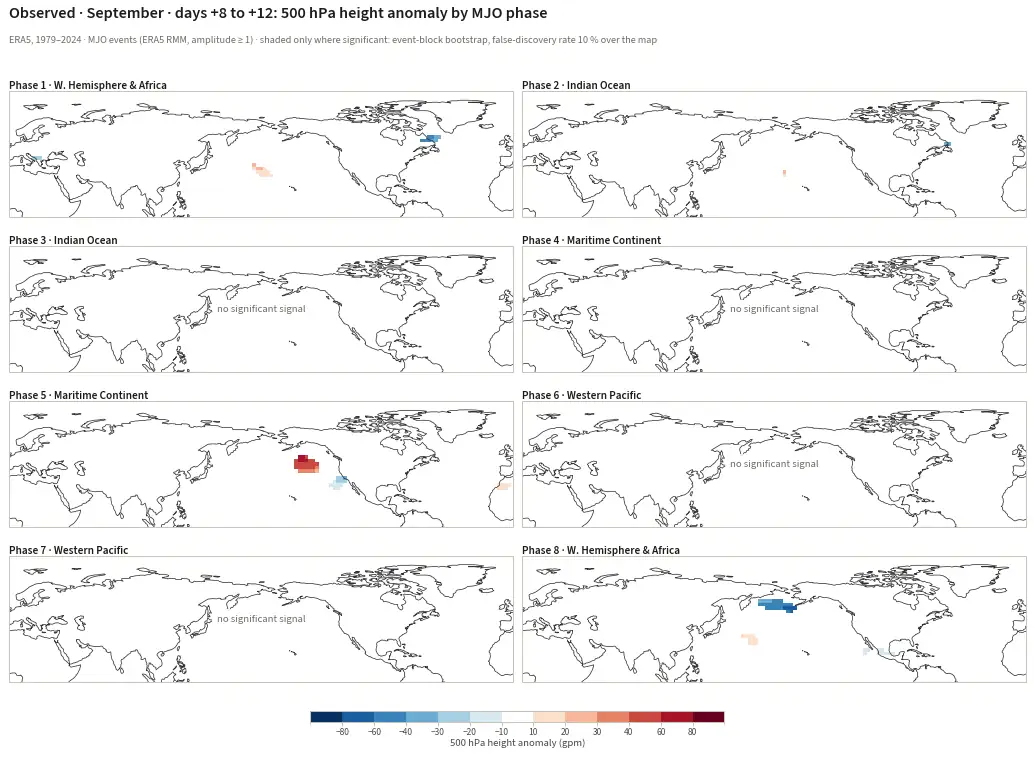 Observed · September · days +8 to +12: 500 hPa height anomaly by MJO phase
ERA5, 1979–2024 · MJO events (ERA5 RMM, amplitude ≥ 1) · shaded only where significant: event-block bootstrap, false-discovery rate 10 % over the map
Phase 1 · W. Hemisphere & Africa
Phase 2 · Indian Ocean
Phase 3 · Indian Ocean
Phase 4 · Maritime Continent
no significant signal
no significant signal
Phase 5 · Maritime Continent
Phase 6 · Western Pacific
no significant signal
Phase 7 · Western Pacific
Phase 8 · W. Hemisphere & Africa
no significant signal
−80 −60 −40 −30 −20 −10 10 20 30 40 60 80
500 hPa height anomaly (gpm)